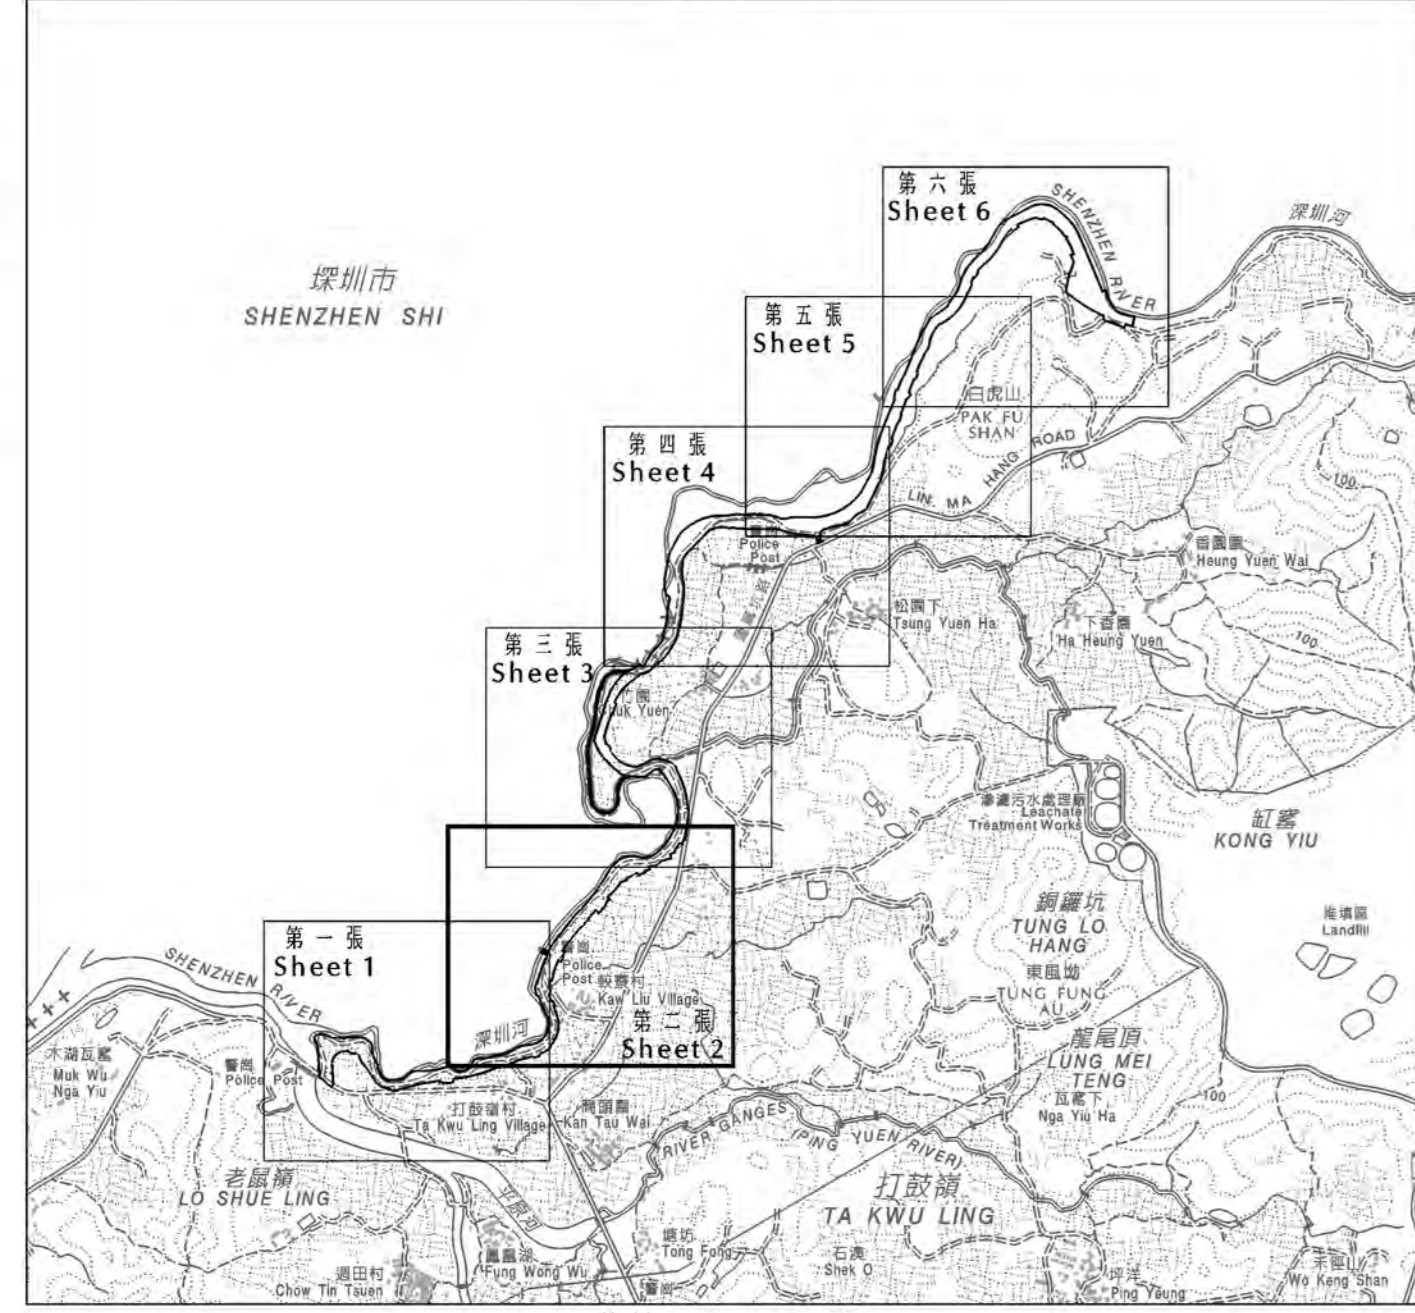 第六張
Sheet 6
SHENZHEN RIVER
深圳河
深圳市
SHENZHEN SHI
第五張
Sheet 5
白虎山
PAK FU
SHAN
LIN MA HANG ROAD
第四張
Sheet 4
100
Police
Post
香園圍
Heung Yuen Wai
松園下
Tsung Yuen Ha
下香園
Ha Heung Yuen
100
第三張
Sheet 3
竹園
Chuk Yuen
滲濾污水處理廠
Leachate
Treatment Works
缸窰
KONG YIU
銅鑼坑
TUNG LO
HANG
堆填區
Landfill
第一張
Sheet 1
警崗
Police
Post
較寮村
Kaw Liu Village
第二張
Sheet 2
東風坳
TUNG FUNG
AU
SHENZHEN RIVER
深圳河
木湖瓦窰
Muk Wu
Nga Yiu
警崗
Police Post
龍尾頂
LUNG MEI
TENG
瓦窰下
Nga Yiu Ha
100
打鼓嶺村
Ta Kwu Ling Village
簡頭圍
Kan Tau Wai
RIVER GANGES
(PING YUEN RIVER)
老鼠嶺
LO SHUE LING
平原河
打鼓嶺
TA KWU LING
塘坊
Tong Fong
石澳
Shek O
鳳凰湖
Fung Wong Wu
週田村
Chow Tin Tsuen
警崗
坪洋
Ping Yeung
禾徑山
Wo Keng Shan